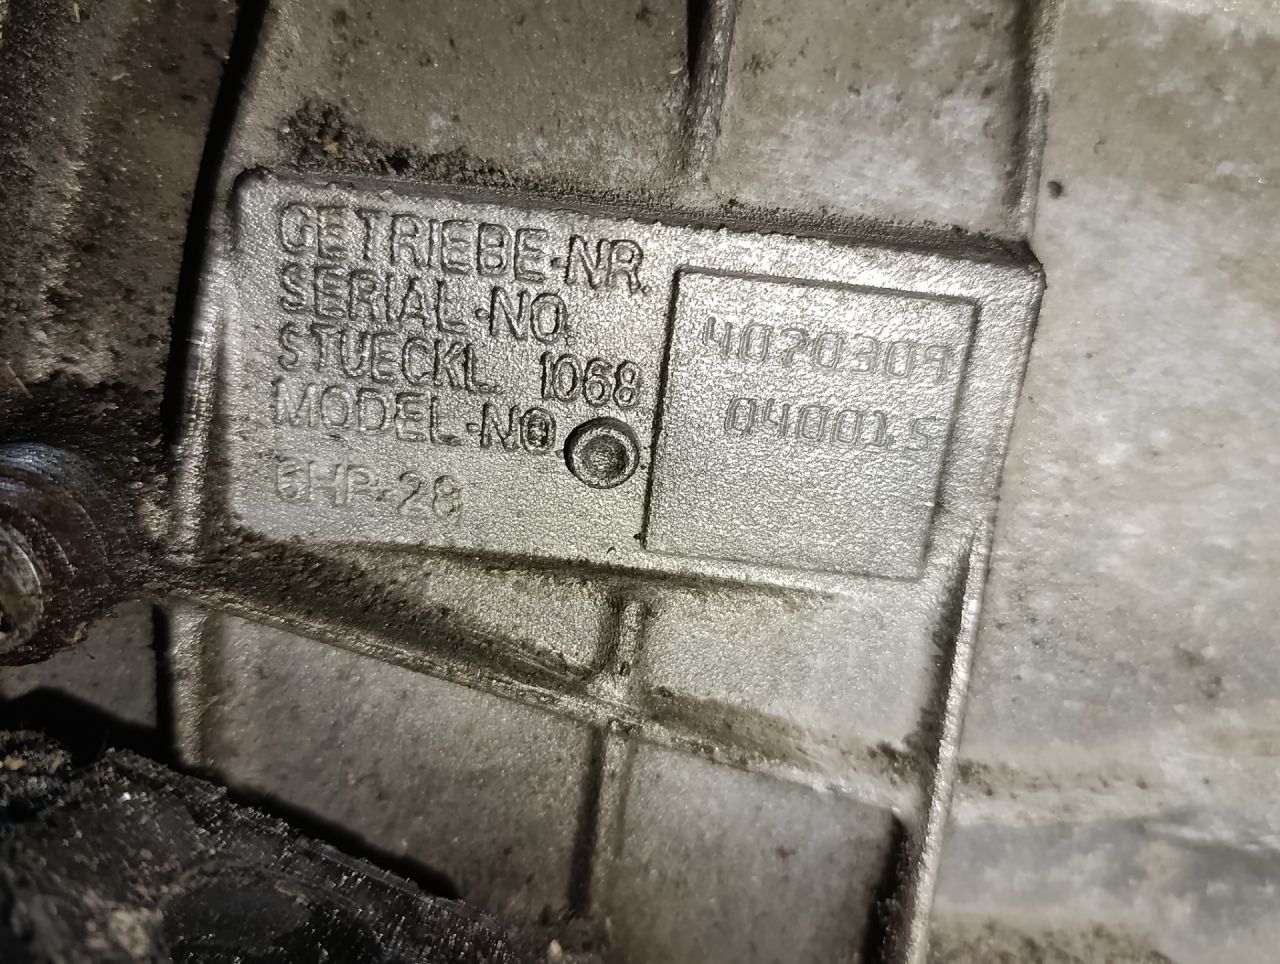 GETRIEBE-NR.
SERIAL-NO.
STUECKL. 1068
MODEL-NO.
6HP-28
4070309
040015